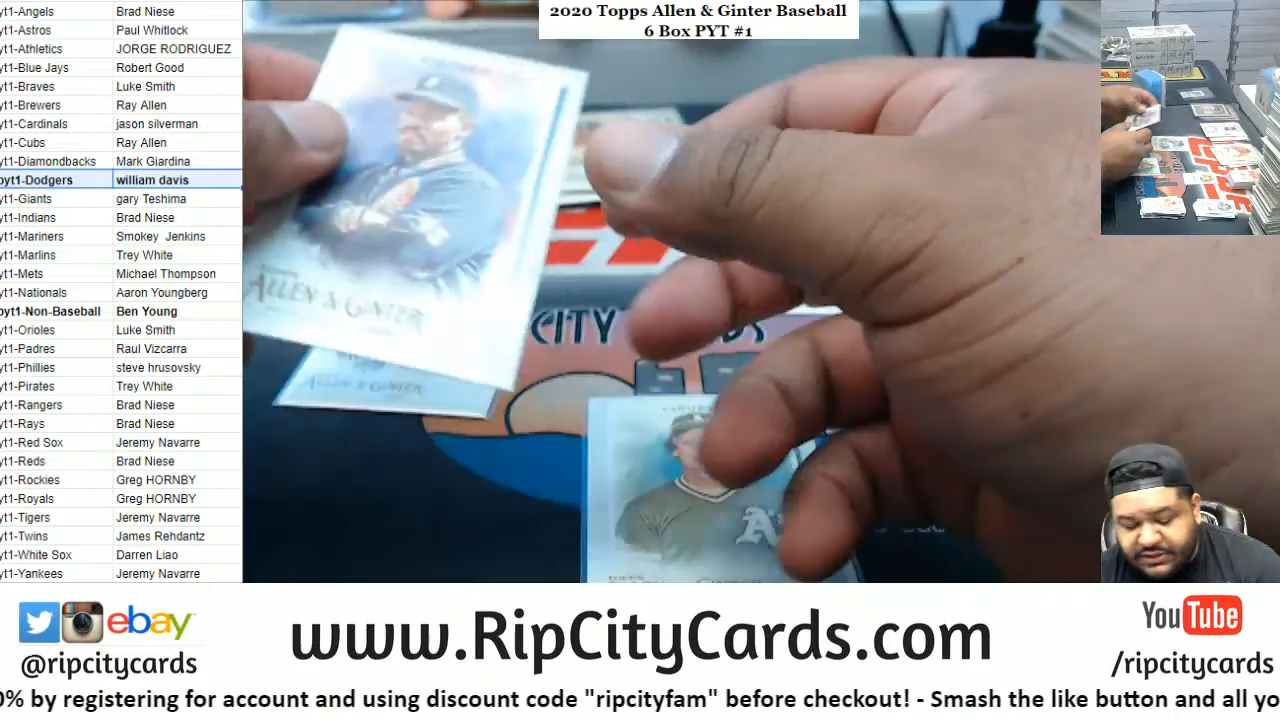 2020 Topps Allen & Ginter Baseball
6 Box PYT #1
yt1-Angels Brad Niese
yt1-Astros Paul Whitlock
yt1-Athletics JORGE RODRIGUEZ
yt1-Blue Jays Robert Good
yt1-Braves Luke Smith
yt1-Brewers Ray Allen
yt1-Cardinals jason silverman
yt1-Cubs Ray Allen
yt1-Diamondbacks Mark Giardina
pyt1-Dodgers william davis
yt1-Giants gary Teshima
yt1-Indians Brad Niese
yt1-Mariners Smokey Jenkins
yt1-Marlins Trey White
yt1-Mets Michael Thompson
yt1-Nationals Aaron Youngberg
pyt1-Non-Baseball Ben Young
yt1-Orioles Luke Smith
yt1-Padres Raul Vizcarra
yt1-Phillies steve hrusovsky
yt1-Pirates Trey White
yt1-Rangers Brad Niese
yt1-Rays Brad Niese
yt1-Red Sox Jeremy Navarre
yt1-Reds Brad Niese
yt1-Rockies Greg HORNBY
yt1-Royals Greg HORNBY
yt1-Tigers Jeremy Navarre
yt1-Twins James Rehdantz
yt1-White Sox Darren Liao
yt1-Yankees Jeremy Navarre
ALLEN & GINTER
ALLEN & GINTER
CITY
A's
ebay
@ripcitycards
www.RipCityCards.com
YouTube
/ripcitycards
0% by registering for account and using discount code "ripcityfam" before checkout! - Smash the like button and all yo